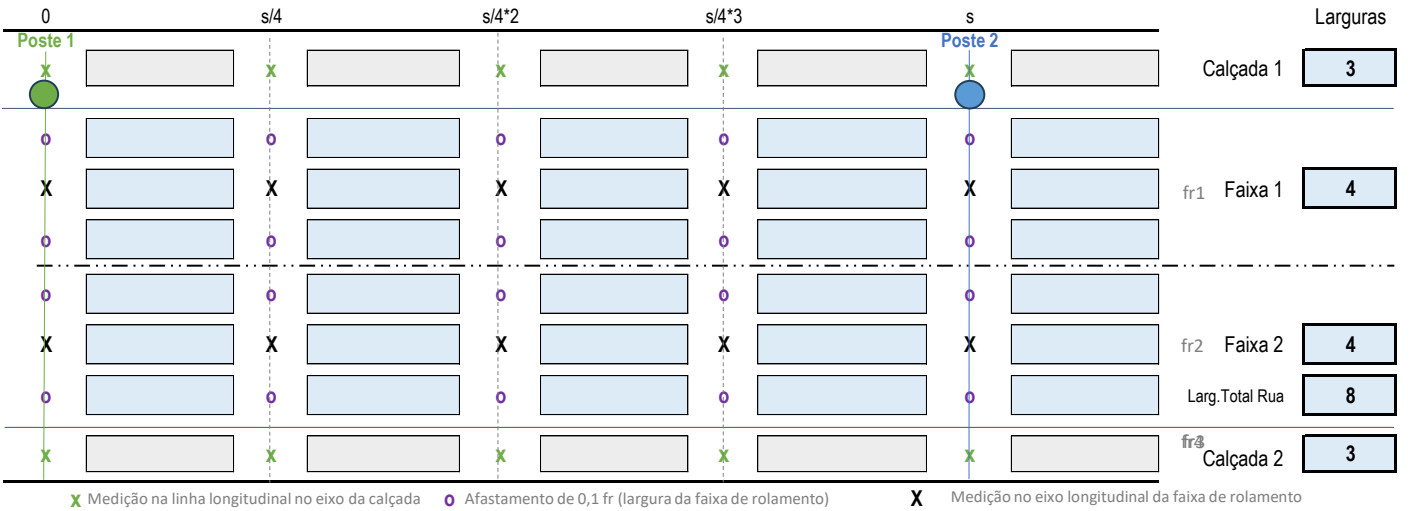 0 s/4 s/4*2 s/4*3 s Larguras
Poste 1 Poste 2
x x x x x Calçada 1 3
o o o o o
X X X X X fr1 Faixa 1 4
o o o o o
o o o o o
X X X X X fr2 Faixa 2 4
o o o o o Larg.Total Rua 8
x x x x x Calçada 2 3
x Medição na linha longitudinal no eixo da calçada o Afastamento de 0,1 fr (largura da faixa de rolamento) X Medição no eixo longitudinal da faixa de rolamento